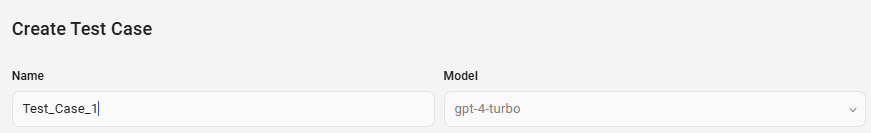 Create Test Case
Name
Model
Test_Case_1
gpt-4-turbo